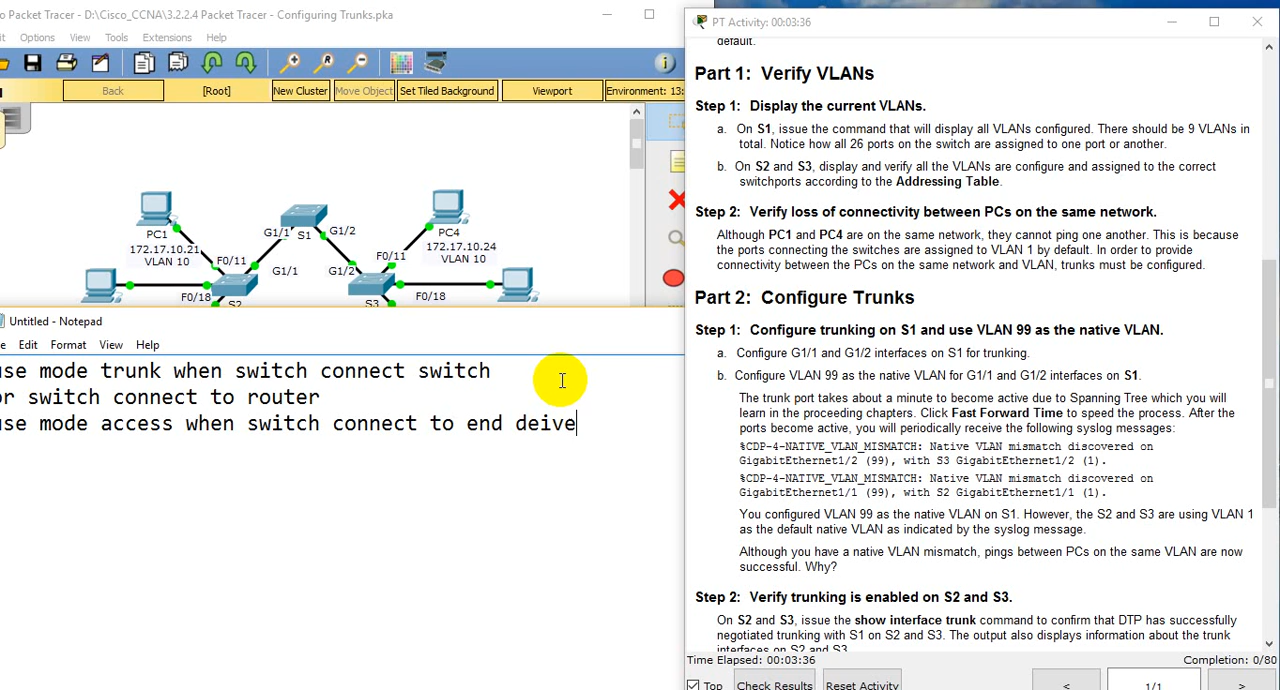 o Packet Tracer - D:\Cisco_CCNA\3.2.2.4 Packet Tracer - Configuring Trunks.pka
it Options View Tools Extensions Help
Back [Root] New Cluster Move Object Set Tiled Background Viewport Environment: 13:
PC1
172.17.10.21
VLAN 10
PC4
172.17.10.24
VLAN 10
G1/1 S1 G1/2
F0/11 G1/1 G1/2 F0/11
F0/18 S2 S3 F0/18
Untitled - Notepad
e Edit Format View Help
use mode trunk when switch connect switch
or switch connect to router
use mode access when switch connect to end deive
PT Activity: 00:03:36
default.
Part 1: Verify VLANs
Step 1: Display the current VLANs.
a. On S1, issue the command that will display all VLANs configured. There should be 9 VLANs in
total. Notice how all 26 ports on the switch are assigned to one port or another.
b. On S2 and S3, display and verify all the VLANs are configure and assigned to the correct
switchports according to the Addressing Table.
Step 2: Verify loss of connectivity between PCs on the same network.
Although PC1 and PC4 are on the same network, they cannot ping one another. This is because
the ports connecting the switches are assigned to VLAN 1 by default. In order to provide
connectivity between the PCs on the same network and VLAN, trunks must be configured.
Part 2: Configure Trunks
Step 1: Configure trunking on S1 and use VLAN 99 as the native VLAN.
a. Configure G1/1 and G1/2 interfaces on S1 for trunking.
b. Configure VLAN 99 as the native VLAN for G1/1 and G1/2 interfaces on S1.
The trunk port takes about a minute to become active due to Spanning Tree which you will
learn in the proceeding chapters. Click Fast Forward Time to speed the process. After the
ports become active, you will periodically receive the following syslog messages:
%CDP-4-NATIVE_VLAN_MISMATCH: Native VLAN mismatch discovered on
GigabitEthernet1/2 (99), with S3 GigabitEthernet1/2 (1).
%CDP-4-NATIVE_VLAN_MISMATCH: Native VLAN mismatch discovered on
GigabitEthernet1/1 (99), with S2 GigabitEthernet1/1 (1).
You configured VLAN 99 as the native VLAN on S1. However, the S2 and S3 are using VLAN 1
as the default native VLAN as indicated by the syslog message.
Although you have a native VLAN mismatch, pings between PCs on the same VLAN are now
successful. Why?
Step 2: Verify trunking is enabled on S2 and S3.
On S2 and S3, issue the show interface trunk command to confirm that DTP has successfully
negotiated trunking with S1 on S2 and S3. The output also displays information about the trunk
interfaces on S2 and S3.
Time Elapsed: 00:03:36 Completion: 0/80
Top Check Results Reset Activity < 1/1 >